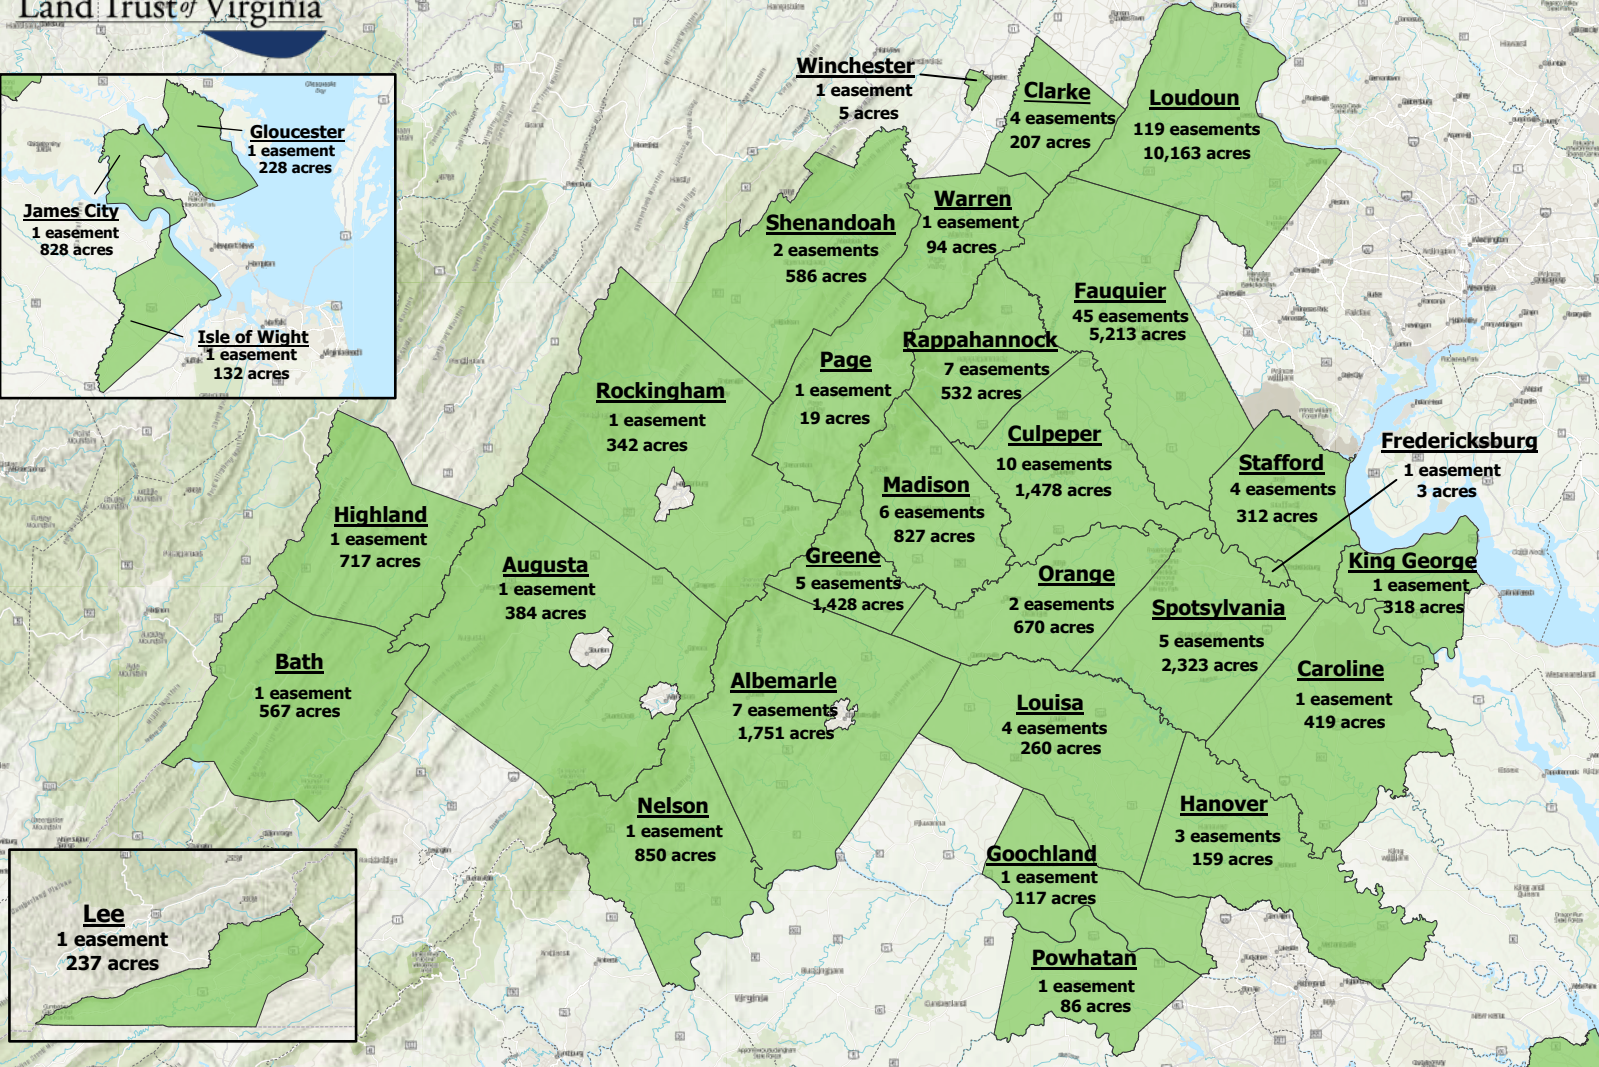 Land Trust of Virginia
Winchester
1 easement
5 acres
Clarke
4 easements
207 acres
Loudoun
119 easements
10,163 acres
Gloucester
1 easement
228 acres
James City
1 easement
828 acres
Isle of Wight
1 easement
132 acres
Shenandoah
2 easements
586 acres
Warren
1 easement
94 acres
Fauquier
45 easements
5,213 acres
Rappahannock
7 easements
532 acres
Page
1 easement
19 acres
Rockingham
1 easement
342 acres
Culpeper
10 easements
1,478 acres
Fredericksburg
1 easement
3 acres
Stafford
4 easements
312 acres
Madison
6 easements
827 acres
Highland
1 easement
717 acres
Augusta
1 easement
384 acres
Greene
5 easements
1,428 acres
Orange
2 easements
670 acres
King George
1 easement
318 acres
Spotsylvania
5 easements
2,323 acres
Bath
1 easement
567 acres
Albemarle
7 easements
1,751 acres
Louisa
4 easements
260 acres
Caroline
1 easement
419 acres
Nelson
1 easement
850 acres
Hanover
3 easements
159 acres
Goochland
1 easement
117 acres
Lee
1 easement
237 acres
Powhatan
1 easement
86 acres
Virginia
Cumberland